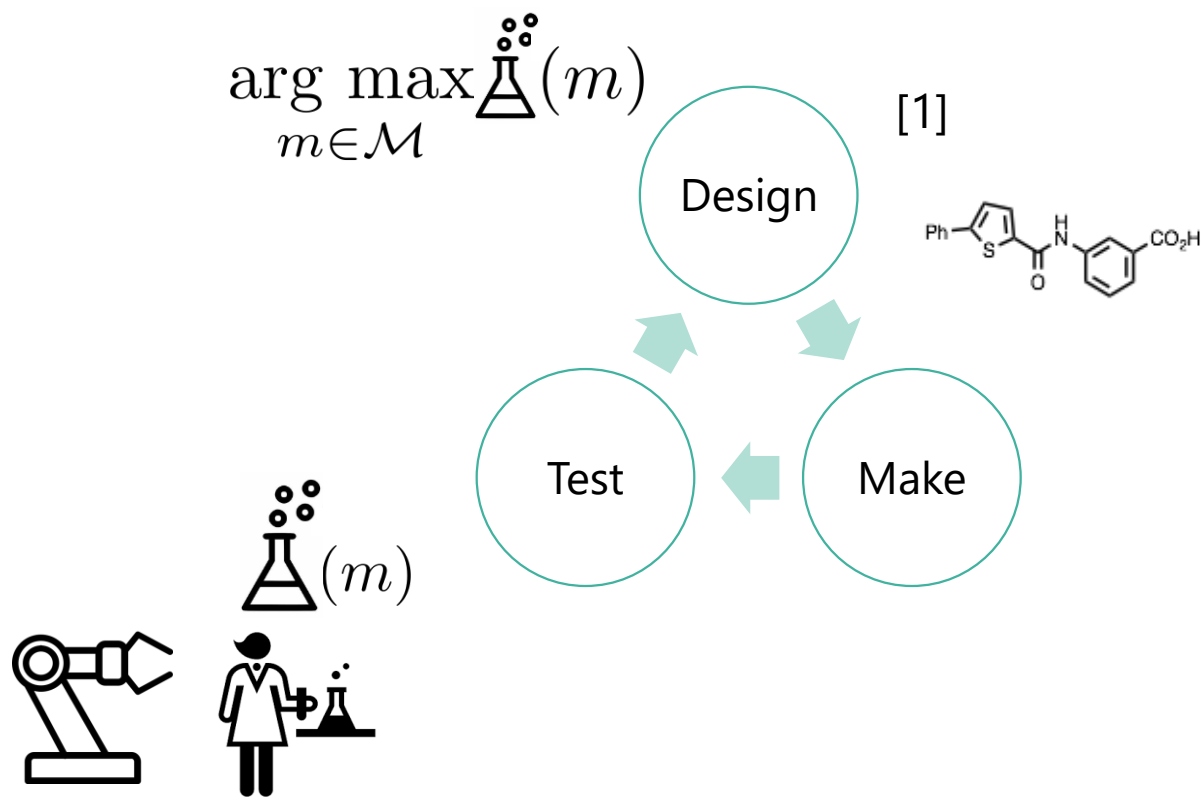 arg max (m)
m∈ℳ
[1]
Design
Ph
S
O
H
N
CO₂H
Test
Make
(m)